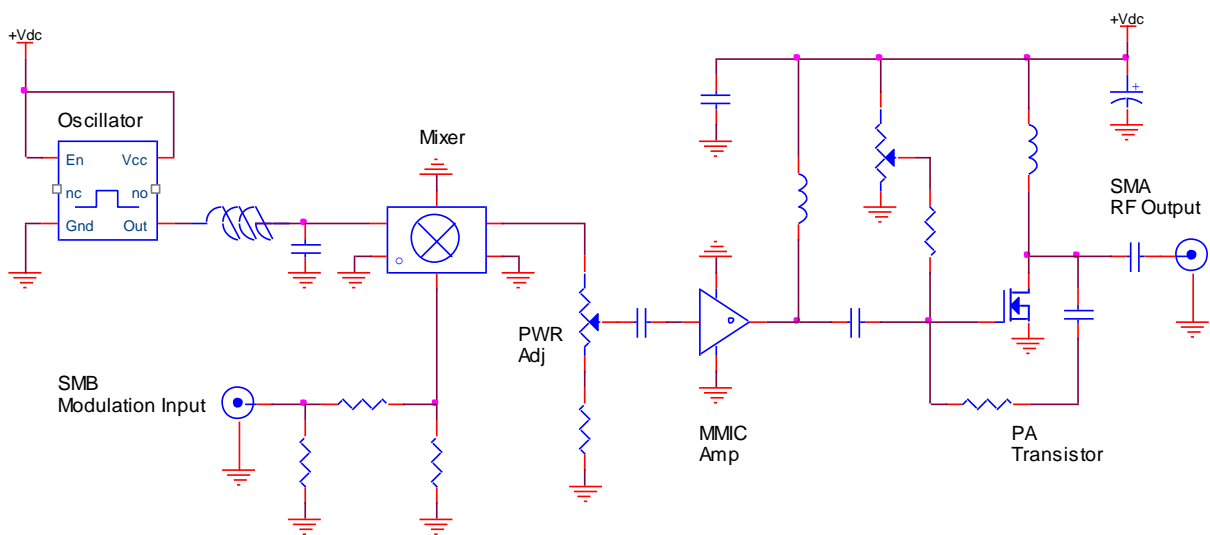 +Vdc
Oscillator
En
Vcc
nc
no
Gnd
Out
Mixer
SMB
Modulation Input
PWR
Adj
MMIC
Amp
+Vdc
+
SMA
RF Output
PA
Transistor